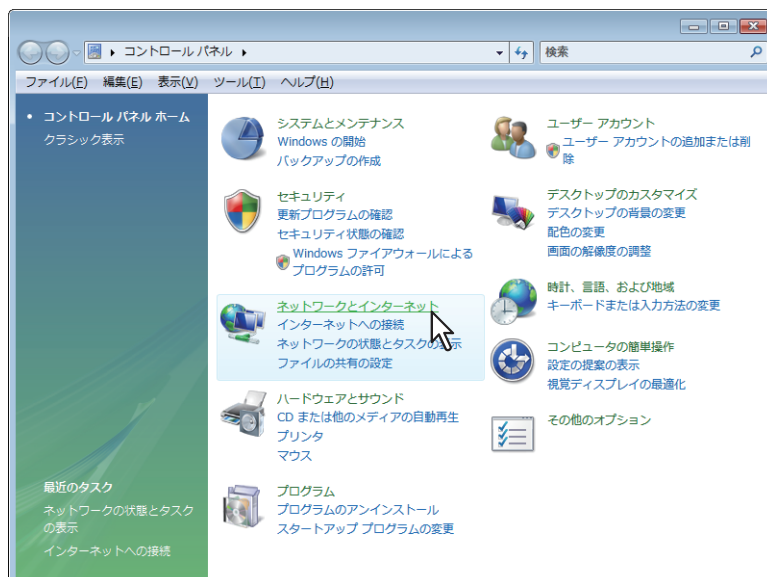 コントロール パネル
検索
ファイル(F) 編集(E) 表示(V) ツール(T) ヘルプ(H)
コントロール パネル ホーム
クラシック表示
システムとメンテナンス
Windows の開始
バックアップの作成
セキュリティ
更新プログラムの確認
セキュリティ状態の確認
Windows ファイアウォールによる
プログラムの許可
ネットワークとインターネット
インターネットへの接続
ネットワークの状態とタスクの表示
ファイルの共有の設定
ハードウェアとサウンド
CD または他のメディアの自動再生
プリンタ
マウス
プログラム
プログラムのアンインストール
スタートアップ プログラムの変更
ユーザー アカウント
ユーザー アカウントの追加または削
除
デスクトップのカスタマイズ
デスクトップの背景の変更
配色の変更
画面の解像度の調整
時計、言語、および地域
キーボードまたは入力方法の変更
コンピュータの簡単操作
設定の提案の表示
視覚ディスプレイの最適化
その他のオプション
最近のタスク
ネットワークの状態とタスク
の表示
インターネットへの接続